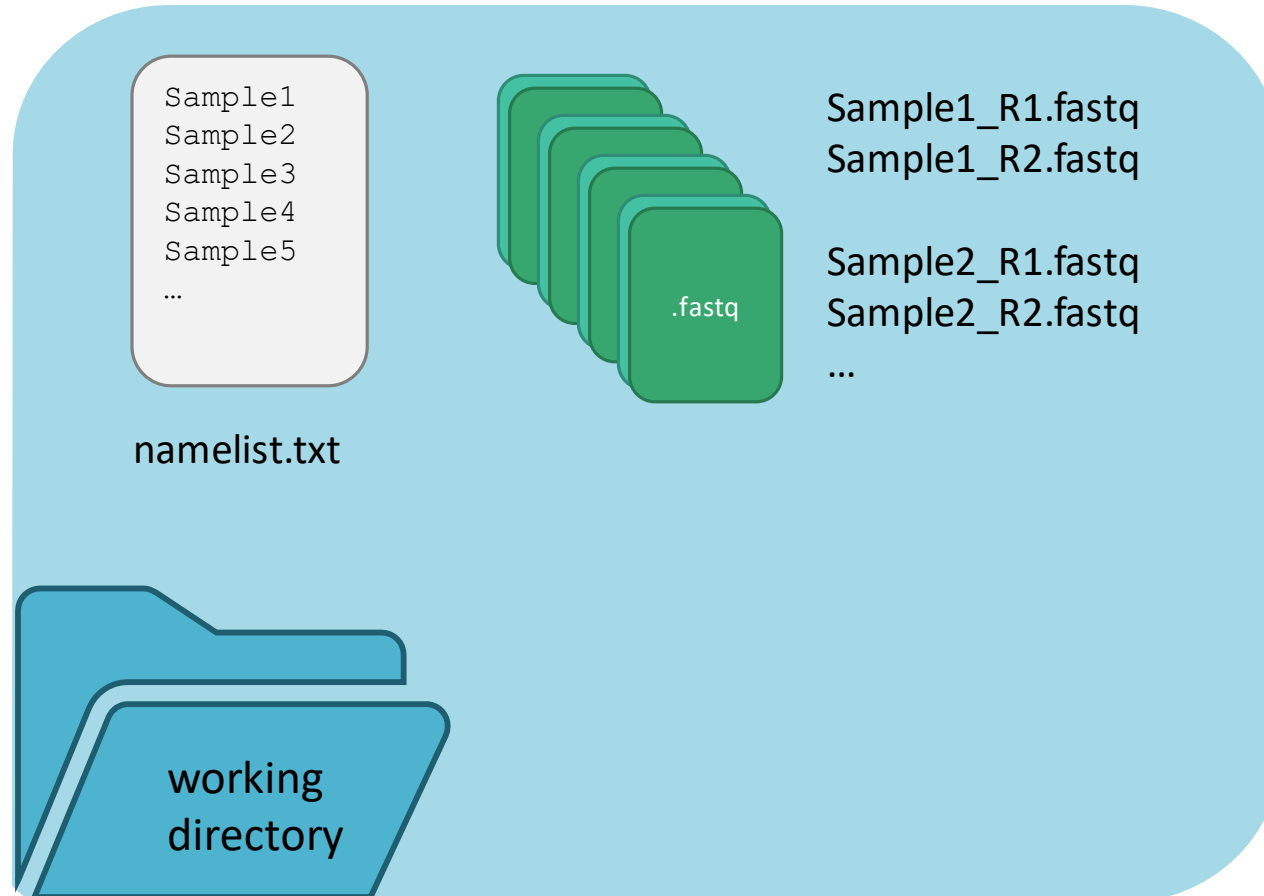 Sample1
Sample2
Sample3
Sample4
Sample5
…
namelist.txt
.fastq
Sample1_R1.fastq
Sample1_R2.fastq
Sample2_R1.fastq
Sample2_R2.fastq
…
working
directory